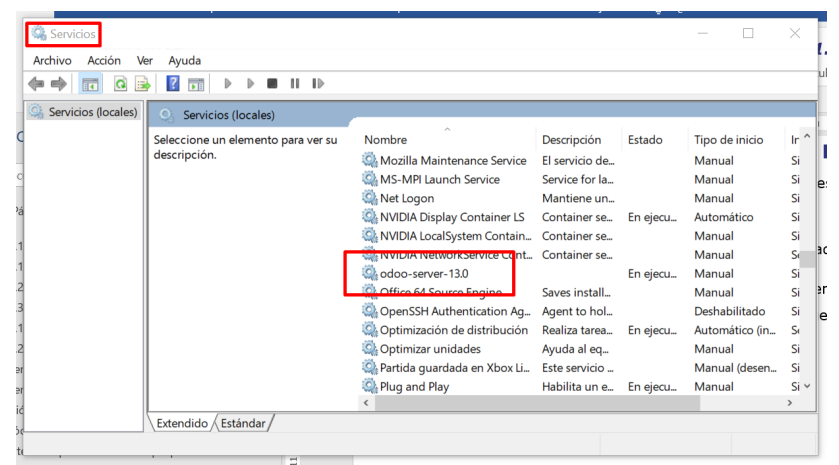 Servicios
Archivo Acción Ver Ayuda
Servicios (locales)
Servicios (locales)
Seleccione un elemento para ver su
descripción.
Nombre Descripción Estado Tipo de inicio Ir
Mozilla Maintenance Service El servicio de... Manual Si
MS-MPI Launch Service Service for la... Manual Si
Net Logon Mantiene un... Manual Si
NVIDIA Display Container LS Container se... En ejecu... Automático Si
NVIDIA LocalSystem Contain... Container se... Manual Si
NVIDIA NetworkService Cont... Container se... Manual Se
odoo-server-13.0 En ejecu... Manual Si
Office 64 Source Engine Saves install... Manual Si
OpenSSH Authentication Ag... Agent to hol... Deshabilitado Si
Optimización de distribución Realiza tarea... En ejecu... Automático (in... Se
Optimizar unidades Ayuda al eq... Manual Si
Partida guardada en Xbox Li... Este servicio ... Manual (desen... Si
Plug and Play Habilita un e... En ejecu... Manual Si
Extendido Estándar